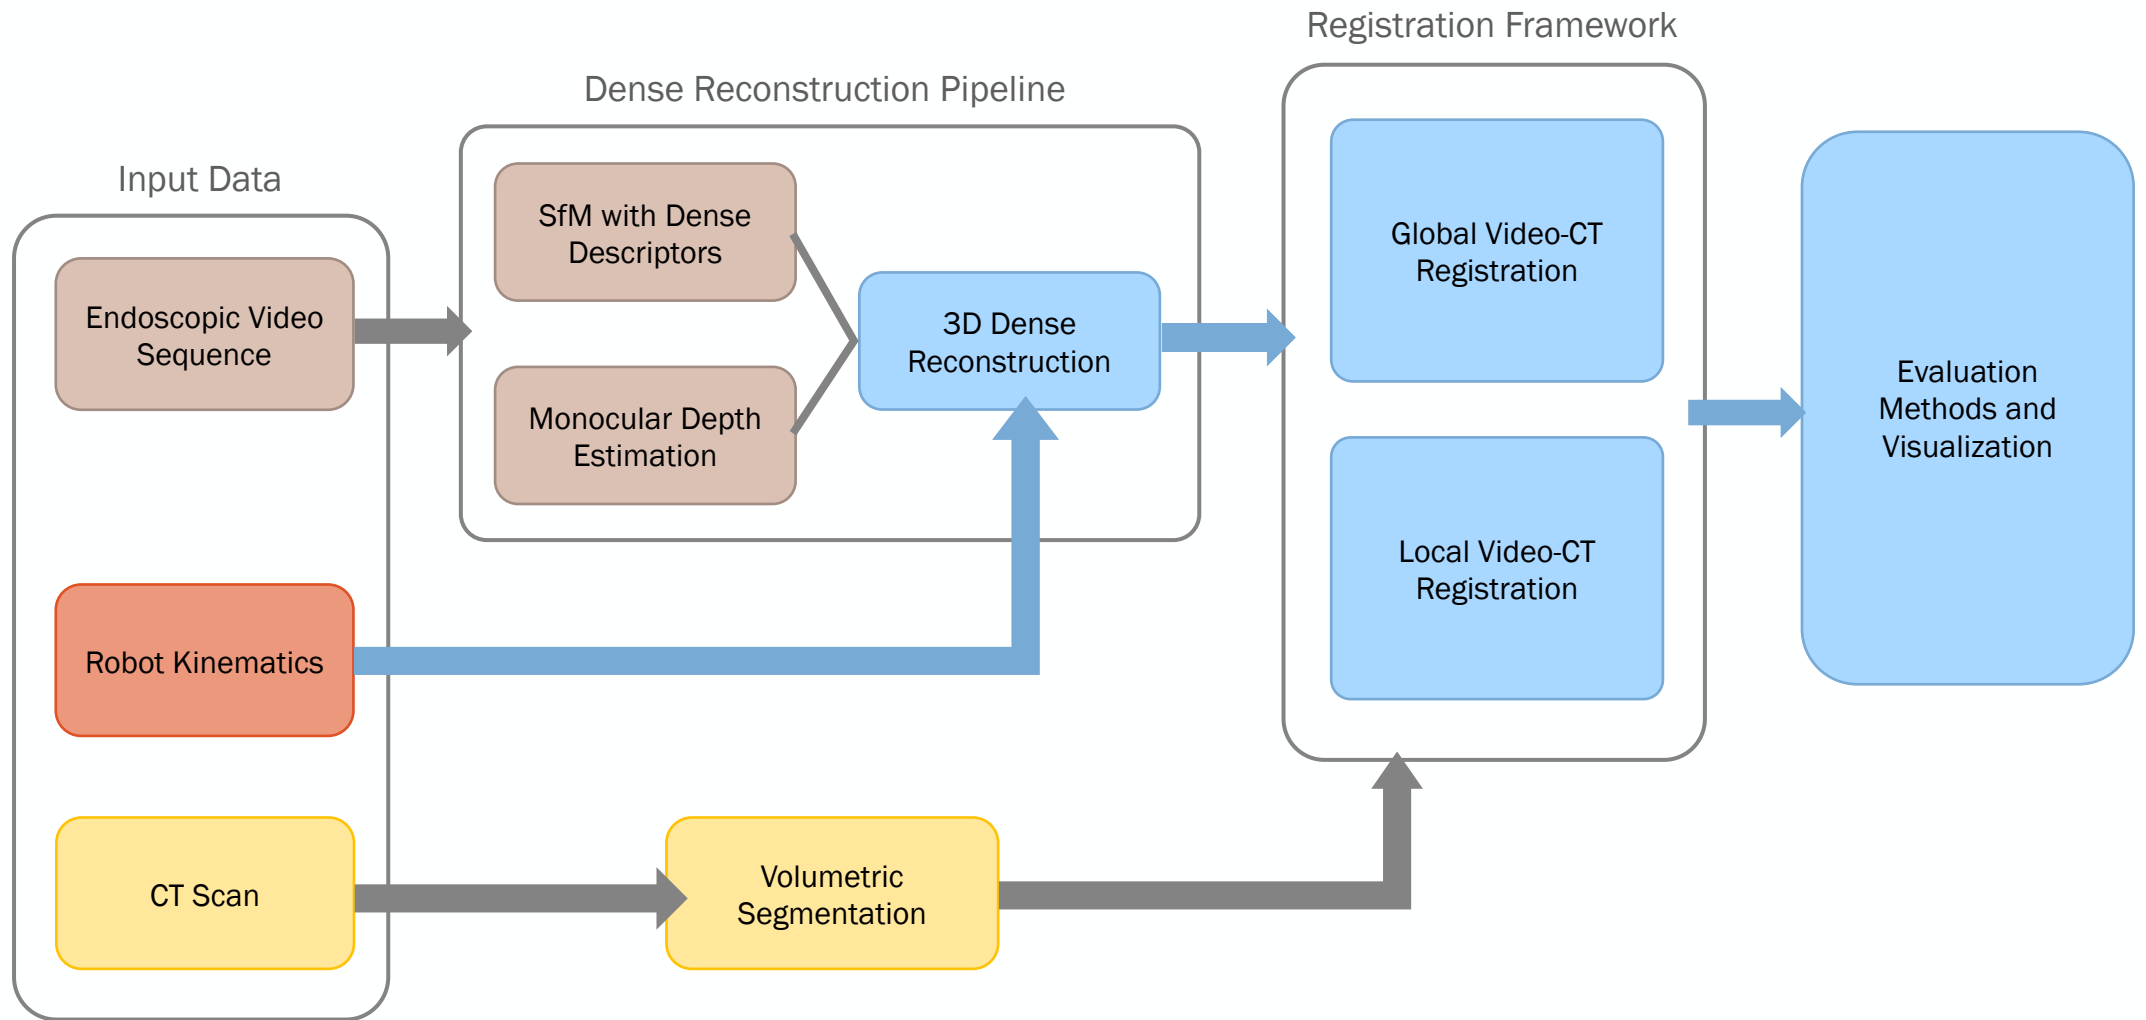 Registration Framework
Dense Reconstruction Pipeline
Input Data
SfM with Dense
Descriptors
Global Video-CT
Registration
Endoscopic Video
Sequence
3D Dense
Reconstruction
Monocular Depth
Estimation
Evaluation
Methods and
Visualization
Local Video-CT
Registration
Robot Kinematics
CT Scan
Volumetric
Segmentation